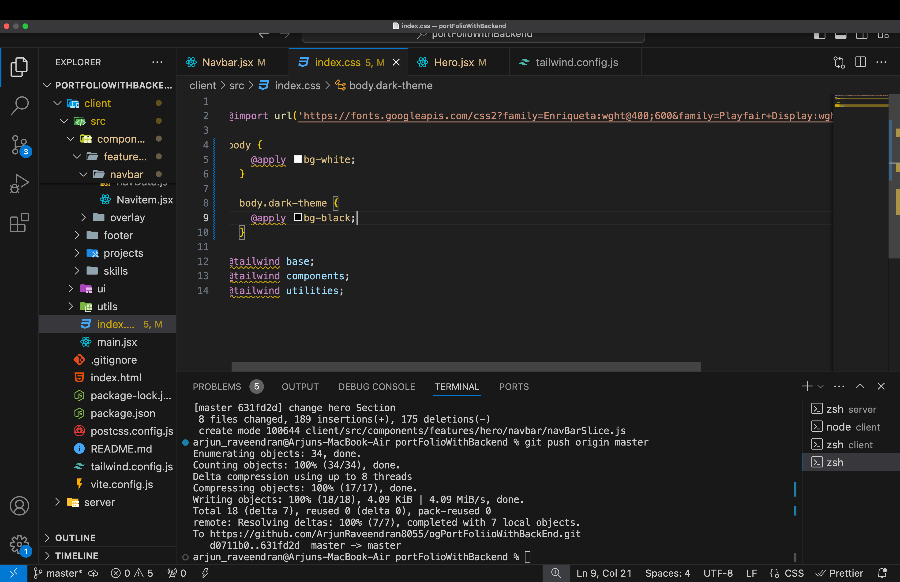 index.css — portFolioWithBackend
portFolioWithBackend
EXPLORER
PORTFOLIOWITHBACKE...
client
src
compon...
feature...
navbar
Navitem.jsx
overlay
footer
projects
skills
ui
utils
index.... 5, M
main.jsx
.gitignore
index.html
package-lock.j...
package.json
postcss.config.js
README.md
tailwind.config.js
vite.config.js
server
OUTLINE
TIMELINE
3
1
Navbar.jsx M
index.css 5, M
Hero.jsx M
tailwind.config.js
client > src > index.css > body.dark-theme
1
2 @import url('https://fonts.googleapis.com/css2?family=Enriqueta:wght@400;600&family=Playfair+Display:wgh
3
4 body {
5 @apply bg-white;
6 }
7
8 body.dark-theme {
9 @apply bg-black;
10 }
11
12 @tailwind base;
13 @tailwind components;
14 @tailwind utilities;
PROBLEMS 5 OUTPUT DEBUG CONSOLE TERMINAL PORTS
[master 631fd2d] change hero Section
8 files changed, 189 insertions(+), 175 deletions(-)
create mode 100644 client/src/components/features/hero/navbar/navBarSlice.js
arjun_raveendran@Arjuns-MacBook-Air portFolioWithBackend % git push origin master
Enumerating objects: 34, done.
Counting objects: 100% (34/34), done.
Delta compression using up to 8 threads
Compressing objects: 100% (17/17), done.
Writing objects: 100% (18/18), 4.09 KiB | 4.09 MiB/s, done.
Total 18 (delta 7), reused 0 (delta 0), pack-reused 0
remote: Resolving deltas: 100% (7/7), completed with 7 local objects.
To https://github.com/ArjunRaveendran8055/ogPortFoliioWithBackEnd.git
d0711b0..631fd2d master -> master
arjun_raveendran@Arjuns-MacBook-Air portFolioWithBackend %
zsh server
node client
zsh client
zsh
master* 0 5 0 Ln 9, Col 21 Spaces: 4 UTF-8 LF CSS Prettier